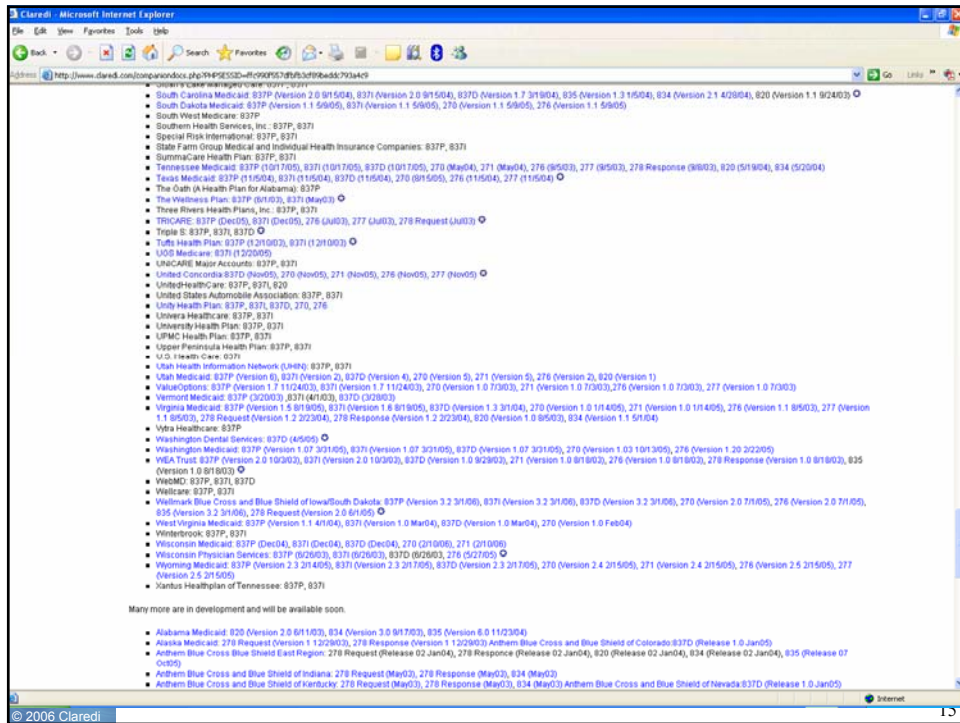 Claredi - Microsoft Internet Explorer
File Edit View Favorites Tools Help
Back Search Favorites
Address http://www.claredi.com/companiondocs.php?PHPSESSID=ffc990f557dfbfb3cf89beddc793a4c9 Go Links »
Sloan's Lake Managed Care: 837P, 837I
South Carolina Medicaid: 837P (Version 2.0 9/15/04), 837I (Version 2.0 9/15/04), 837D (Version 1.7 3/19/04), 835 (Version 1.3 1/5/04), 834 (Version 2.1 4/28/04), 820 (Version 1.1 9/24/03)
South Dakota Medicaid: 837P (Version 1.1 5/9/05), 837I (Version 1.1 5/9/05), 270 (Version 1.1 5/9/05), 276 (Version 1.1 5/9/05)
South West Medicare: 837P
Southern Health Services, Inc.: 837P, 837I
Special Risk International: 837P, 837I
State Farm Group Medical and Individual Health Insurance Companies: 837P, 837I
SummaCare Health Plan: 837P, 837I
Tennessee Medicaid: 837P (10/17/05), 837I (10/17/05), 837D (10/17/05), 270 (May04), 271 (May04), 276 (9/5/03), 277 (9/5/03), 278 Response (9/8/03), 820 (5/19/04), 834 (5/20/04)
Texas Medicaid: 837P (11/5/04), 837I (11/5/04), 837D (11/5/04), 270 (8/15/05), 276 (11/5/04), 277 (11/5/04)
The Oath (A Health Plan for Alabama): 837P
The Wellness Plan: 837P (6/1/03), 837I (May03)
Three Rivers Health Plans, Inc.: 837P, 837I
TRICARE: 837P (Dec05), 837I (Dec05), 276 (Jul03), 277 (Jul03), 278 Request (Jul03)
Triple S: 837P, 837I, 837D
Tufts Health Plan: 837P (12/10/03), 837I (12/10/03)
UGS Medicare: 837I (12/20/05)
UNICARE Major Accounts: 837P, 837I
United Concordia:837D (Nov05), 270 (Nov05), 271 (Nov05), 276 (Nov05), 277 (Nov05)
UnitedHealthCare: 837P, 837I, 820
United States Automobile Association: 837P, 837I
Unity Health Plan: 837P, 837I, 837D, 270, 276
Univera Healthcare: 837P, 837I
University Health Plan: 837P, 837I
UPMC Health Plan: 837P, 837I
Upper Peninsula Health Plan: 837P, 837I
U.S. Health Care: 837I
Utah Health Information Network (UHIN): 837P, 837I
Utah Medicaid: 837P (Version 6), 837I (Version 2), 837D (Version 4), 270 (Version 5), 271 (Version 5), 276 (Version 2), 820 (Version 1)
ValueOptions: 837P (Version 1.7 11/24/03), 837I (Version 1.7 11/24/03), 270 (Version 1.0 7/3/03), 271 (Version 1.0 7/3/03),276 (Version 1.0 7/3/03), 277 (Version 1.0 7/3/03)
Vermont Medicaid: 837P (3/20/03) ,837I (4/1/03), 837D (3/28/03)
Virginia Medicaid: 837P (Version 1.5 8/19/05), 837I (Version 1.6 8/19/05), 837D (Version 1.3 3/1/04), 270 (Version 1.0 1/14/05), 271 (Version 1.0 1/14/05), 276 (Version 1.1 8/5/03), 277 (Version
1.1 8/5/03), 278 Request (Version 1.2 2/23/04), 278 Response (Version 1.2 2/23/04), 820 (Version 1.0 8/5/03), 834 (Version 1.1 5/1/04)
Vytra Healthcare: 837P
Washington Dental Services: 837D (4/5/05)
Washington Medicaid: 837P (Version 1.07 3/31/05), 837I (Version 1.07 3/31/05), 837D (Version 1.07 3/31/05), 270 (Version 1.03 10/13/05), 276 (Version 1.20 2/22/05)
WEA Trust: 837P (Version 2.0 10/3/03), 837I (Version 2.0 10/3/03), 837D (Version 1.0 9/29/03), 271 (Version 1.0 8/18/03), 276 (Version 1.0 8/18/03), 278 Response (Version 1.0 8/18/03), 835
(Version 1.0 8/18/03)
WebMD: 837P, 837I, 837D
Wellcare: 837P, 837I
Wellmark Blue Cross and Blue Shield of Iowa/South Dakota: 837P (Version 3.2 3/1/06), 837I (Version 3.2 3/1/06), 837D (Version 3.2 3/1/06), 270 (Version 2.0 7/1/05), 276 (Version 2.0 7/1/05),
835 (Version 3.2 3/1/06), 278 Request (Version 2.0 6/1/05)
West Virginia Medicaid: 837P (Version 1.1 4/1/04), 837I (Version 1.0 Mar04), 837D (Version 1.0 Mar04), 270 (Version 1.0 Feb04)
Winterbrook: 837P, 837I
Wisconsin Medicaid: 837P (Dec04), 837I (Dec04), 837D (Dec04), 270 (2/10/06), 271 (2/10/06)
Wisconsin Physician Services: 837P (6/26/03), 837I (6/26/03), 837D (6/26/03, 276 (5/27/05)
Wyoming Medicaid: 837P (Version 2.3 2/14/05), 837I (Version 2.3 2/17/05), 837D (Version 2.3 2/17/05), 270 (Version 2.4 2/15/05), 271 (Version 2.4 2/15/05), 276 (Version 2.5 2/15/05), 277
(Version 2.5 2/15/05)
Xantus Healthplan of Tennessee: 837P, 837I
Many more are in development and will be available soon.
Alabama Medicaid: 820 (Version 2.0 6/11/03), 834 (Version 3.0 9/17/03), 835 (Version 6.0 11/23/04)
Alaska Medicaid: 278 Request (Version 1 12/29/03), 278 Response (Version 1 12/29/03) Anthem Blue Cross and Blue Shield of Colorado:837D (Release 1.0 Jan05)
Anthem Blue Cross Blue Shield East Region: 278 Request (Release 02 Jan04), 278 Responce (Release 02 Jan04), 820 (Release 02 Jan04), 834 (Release 02 Jan04), 835 (Release 07
Oct05)
Anthem Blue Cross and Blue Shield of Indiana: 278 Request (May03), 278 Response (May03), 834 (May03)
Anthem Blue Cross and Blue Shield of Kentucky: 278 Request (May03), 278 Response (May03), 834 (May03) Anthem Blue Cross and Blue Shield of Nevada:837D (Release 1.0 Jan05)
Internet
© 2006 Claredi
15